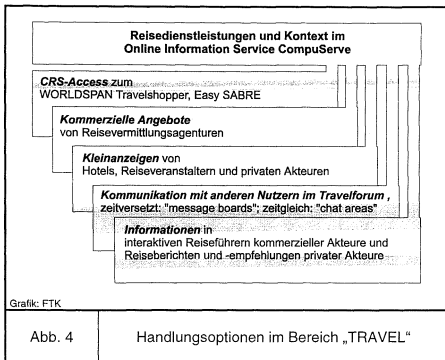 Reisedienstleistungen und Kontext im
Online Information Service CompuServe
CRS-Access zum
WORLDSPAN Travelshopper, Easy SABRE
Kommerzielle Angebote
von Reisevermittlungsagenturen
Kleinanzeigen von
Hotels, Reiseveranstaltern und privaten Akteuren
Kommunikation mit anderen Nutzern im Travelforum ,
zeitversetzt: "message boards"; zeitgleich: "chat areas"
Informationen in
interaktiven Reiseführern kommerzieller Akteure und
Reiseberichten und -empfehlungen privater Akteure
Grafik: FTK
Abb. 4 Handlungsoptionen im Bereich „TRAVEL“